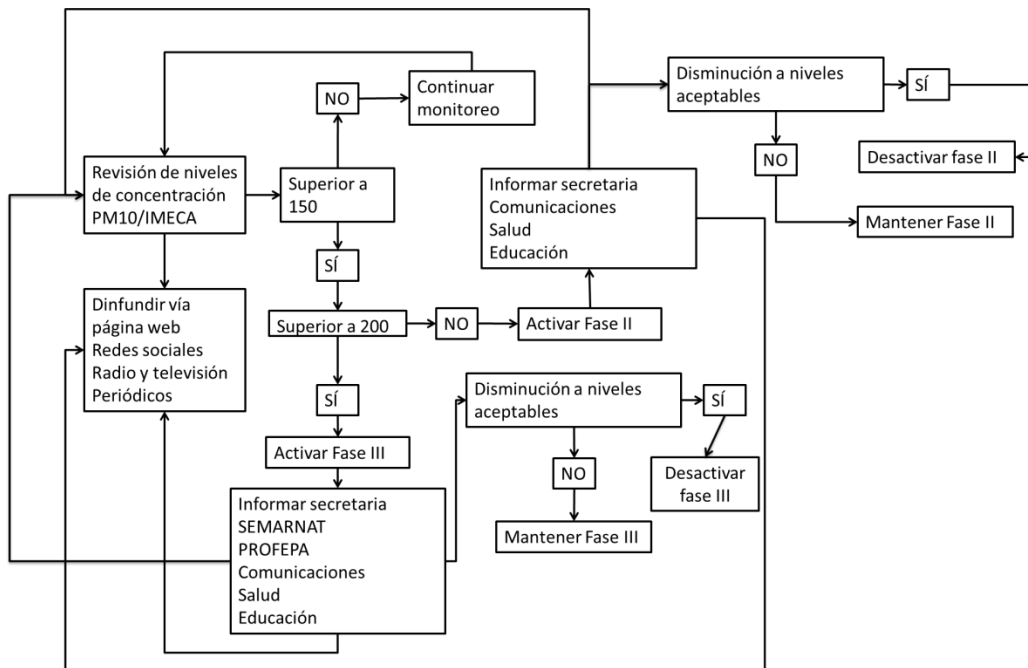 Continuar
monitoreo
NO
Disminución a niveles
aceptables
SÍ
NO
Desactivar fase II
Mantener Fase II
Revisión de niveles
de concentración
PM10/IMECA
Superior a
150
SÍ
Informar secretaria
Comunicaciones
Salud
Educación
Dinfundir vía
página web
Redes sociales
Radio y televisión
Periódicos
Superior a 200
NO
Activar Fase II
SÍ
Activar Fase III
Disminución a niveles
aceptables
SÍ
NO
Desactivar
fase III
Mantener Fase III
Informar secretaria
SEMARNAT
PROFEPA
Comunicaciones
Salud
Educación